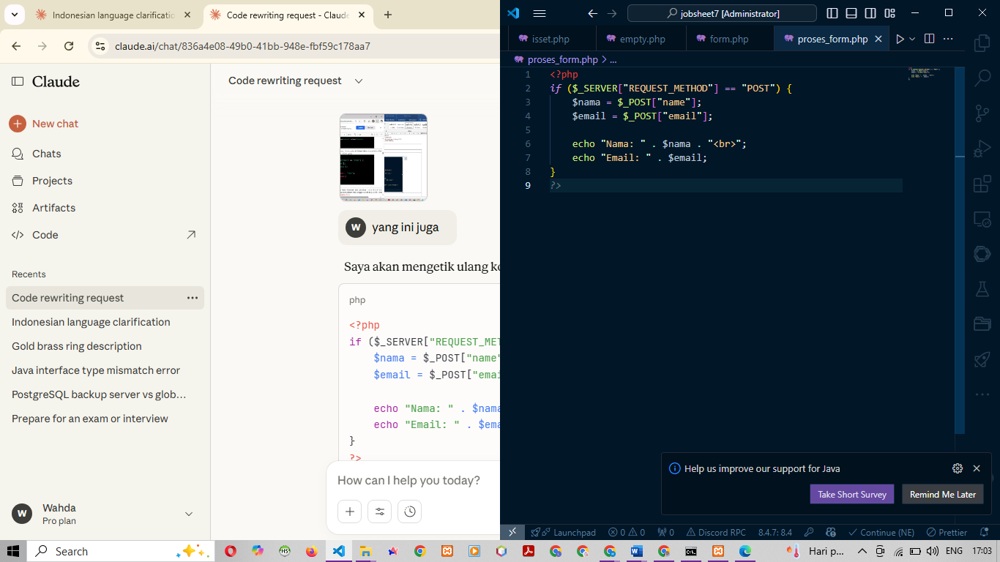 Indonesian language clarificatio
Code rewriting request - Claude
claude.ai/chat/836a4e08-49b0-41bb-948e-fbf59c178aa7
Claude
New chat
Chats
Projects
Artifacts
Code
Recents
Code rewriting request
Indonesian language clarification
Gold brass ring description
Java interface type mismatch error
PostgreSQL backup server vs glob...
Prepare for an exam or interview
W
Wahda
Pro plan
Code rewriting request
W
yang ini juga
Saya akan mengetik ulang ko
php
<?php
if ($_SERVER["REQUEST_MET
$nama = $_POST["name"
$email = $_POST["emai
echo "Nama: " . $nama
echo "Email: " . $ema
}
?>
How can I help you today?
jobsheet7 [Administrator]
isset.php
empty.php
form.php
proses_form.php
proses_form.php > ...
1 <?php
2 if ($_SERVER["REQUEST_METHOD"] == "POST") {
3 $nama = $_POST["name"];
4 $email = $_POST["email"];
5
6 echo "Nama: " . $nama . "<br>";
7 echo "Email: " . $email;
8 }
9 ?>
Help us improve our support for Java
Take Short Survey
Remind Me Later
Launchpad
0
0
0
Discord RPC
8.4.7: 8.4
Continue (NE)
Prettier
Search
Hari p...
ENG
17:03